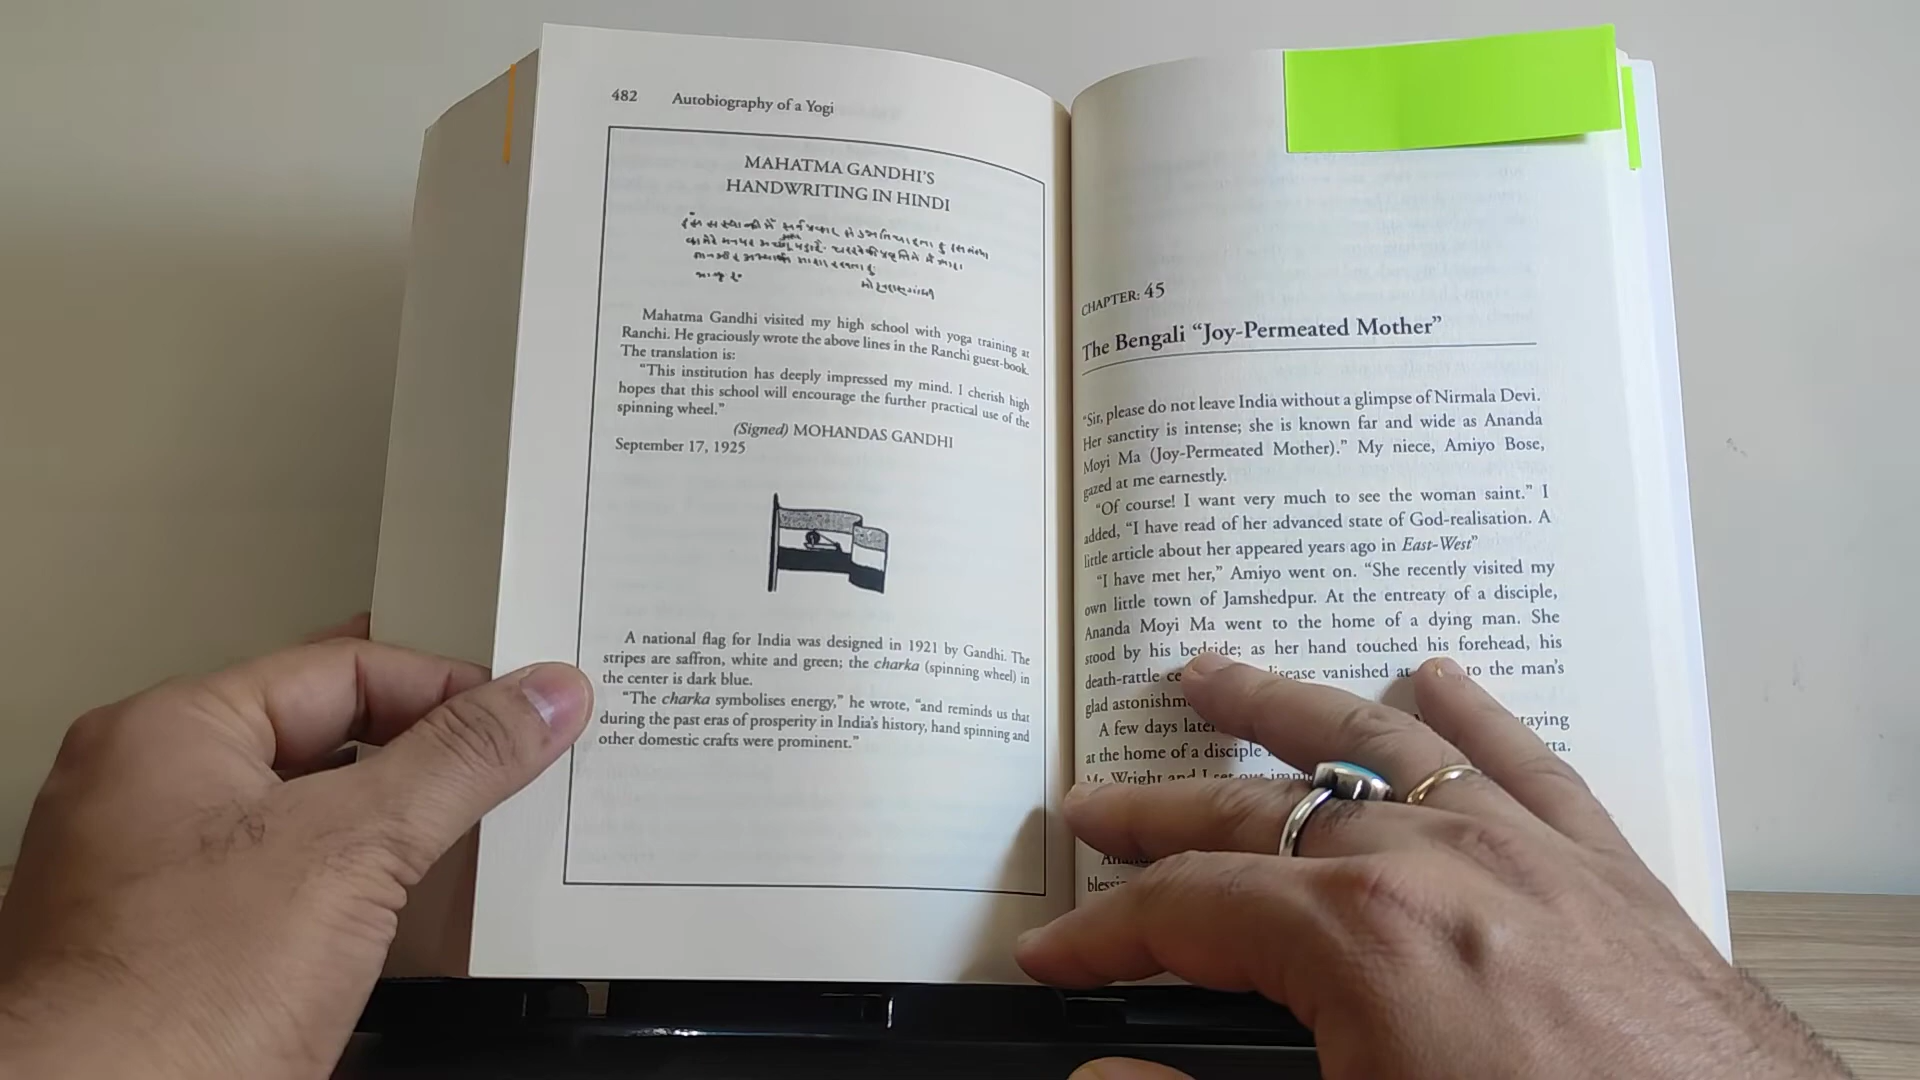 482 Autobiography of a Yogi
MAHATMA GANDHI'S
HANDWRITING IN HINDI
Mahatma Gandhi visited my high school with yoga training at
Ranchi. He graciously wrote the above lines in the Ranchi guest-book.
The translation is:
"This institution has deeply impressed my mind. I cherish high
hopes that this school will encourage the further practical use of the
spinning wheel."
(Signed) MOHANDAS GANDHI
September 17, 1925
A national flag for India was designed in 1921 by Gandhi. The
stripes are saffron, white and green; the charka (spinning wheel) in
the center is dark blue.
"The charka symbolises energy," he wrote, "and reminds us that
during the past eras of prosperity in India's history, hand spinning and
other domestic crafts were prominent."
CHAPTER: 45
The Bengali "Joy-Permeated Mother"
"Sir, please do not leave India without a glimpse of Nirmala Devi.
Her sanctity is intense; she is known far and wide as Ananda
Moyi Ma (Joy-Permeated Mother)." My niece, Amiyo Bose,
gazed at me earnestly.
"Of course! I want very much to see the woman saint." I
added, "I have read of her advanced state of God-realisation. A
little article about her appeared years ago in East-West"
"I have met her," Amiyo went on. "She recently visited my
own little town of Jamshedpur. At the entreaty of a disciple,
Ananda Moyi Ma went to the home of a dying man. She
stood by his bedside; as her hand touched his forehead, his
death-rattle disease vanished at to the man's
glad
A few days later
at the home of a disciple
Mr. Wright and I set out